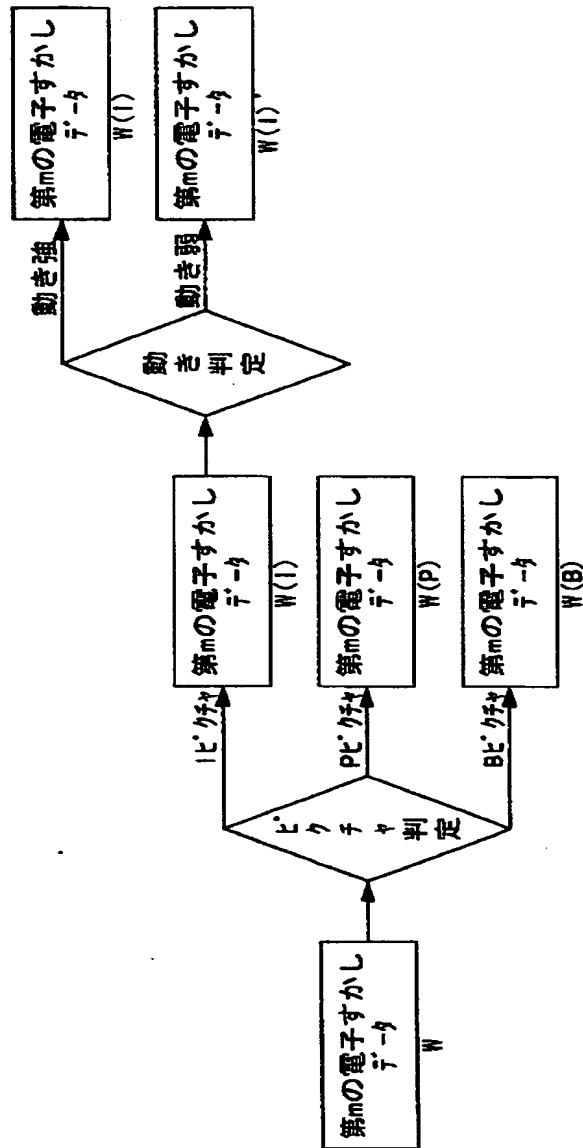 第mの電子すかし
データ
W
ピクチャ判定
Iピクチャ
第mの電子すかし
データ
W(I)
Pピクチャ
第mの電子すかし
データ
W(P)
Bピクチャ
第mの電子すかし
データ
W(B)
動き判定
動き強
第mの電子すかし
データ
W(I)
動き弱
第mの電子すかし
データ
W(I)'